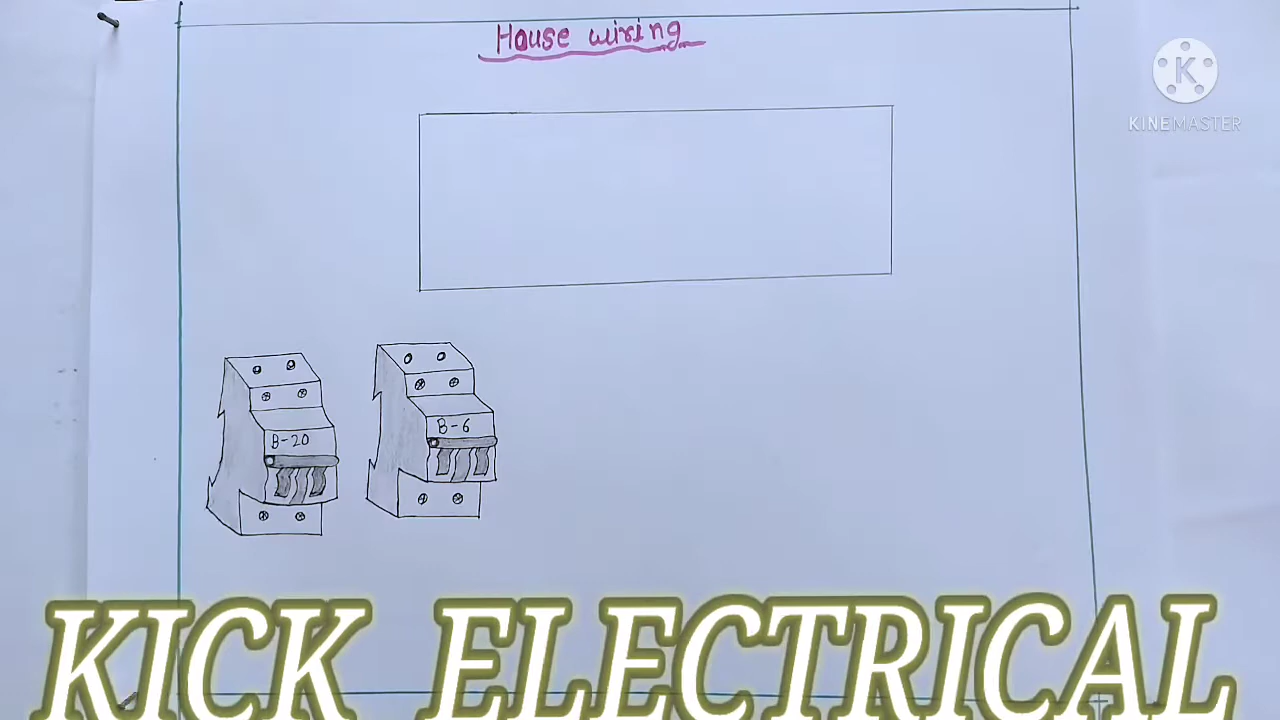 House wiring
K
KINEMASTER
B-20
B-6
KICK ELECTRICAL